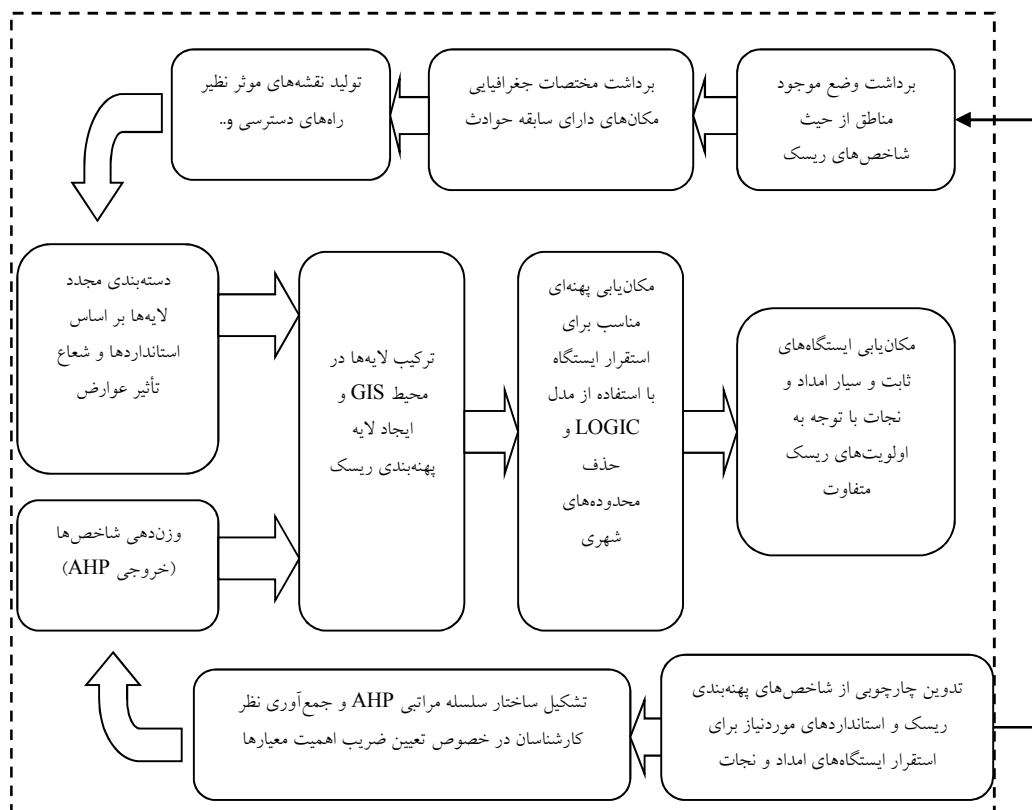 برداشت وضع موجود
مناطق از حیث
شاخص‌های ریسک
برداشت مختصات جغرافیایی
مکان‌های دارای سابقه حوادث
تولید نقشه‌های موثر نظیر
راه‌های دسترسی و..
دسته‌بندی مجدد
لایه‌ها بر اساس
استانداردها و شعاع
تأثیر عوارض
وزن‌دهی شاخص‌ها
(خروجی AHP)
ترکیب لایه‌ها در
محیط GIS و
ایجاد لایه
پهنه‌بندی ریسک
مکان‌یابی پهنه‌ای
مناسب برای
استقرار ایستگاه
با استفاده از مدل
LOGIC و
حذف
محدوده‌های
شهری
مکان‌یابی ایستگاه‌های
ثابت و سیار امداد و
نجات با توجه به
اولویت‌های ریسک
متفاوت
تدوین چارچوبی از شاخص‌های پهنه‌بندی
ریسک و استانداردهای موردنیاز برای
استقرار ایستگاه‌های امداد و نجات
تشکیل ساختار سلسله مراتبی AHP و جمع‌آوری نظر
کارشناسان در خصوص تعیین ضریب اهمیت معیارها